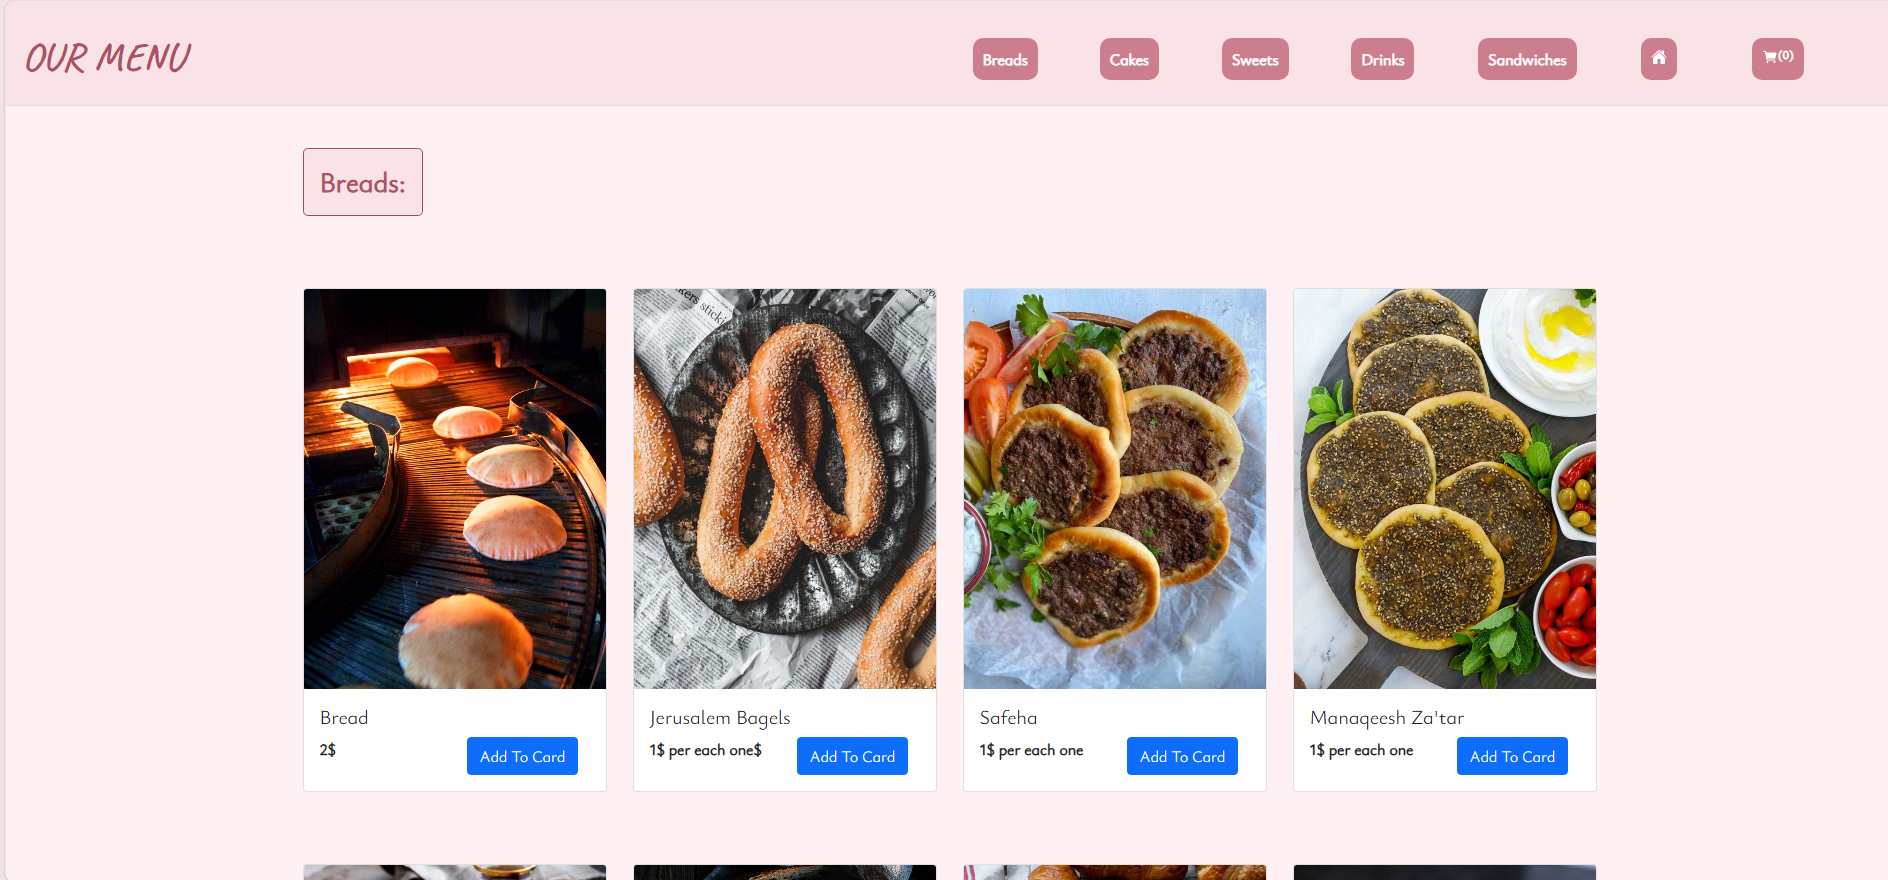 OUR MENU
Breads
Cakes
Sweets
Drinks
Sandwiches
(0)
Breads:
kers sticki
Bread
2$
Add To Card
Jerusalem Bagels
1$ per each one$
Add To Card
Safeha
1$ per each one
Add To Card
Manaqeesh Za'tar
1$ per each one
Add To Card